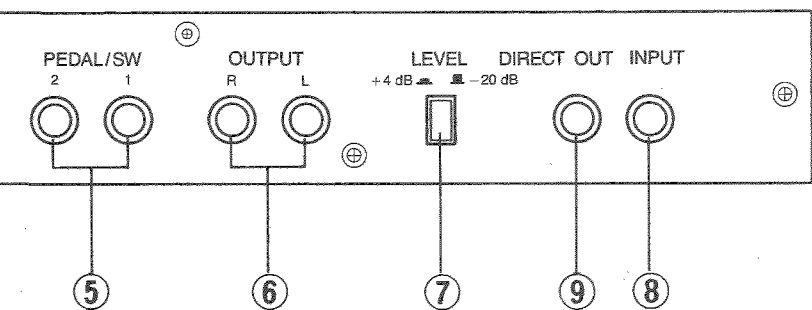 PEDAL/SW OUTPUT LEVEL DIRECT OUT INPUT
2 1 R L +4 dB -20 dB
5 6 7 9 8